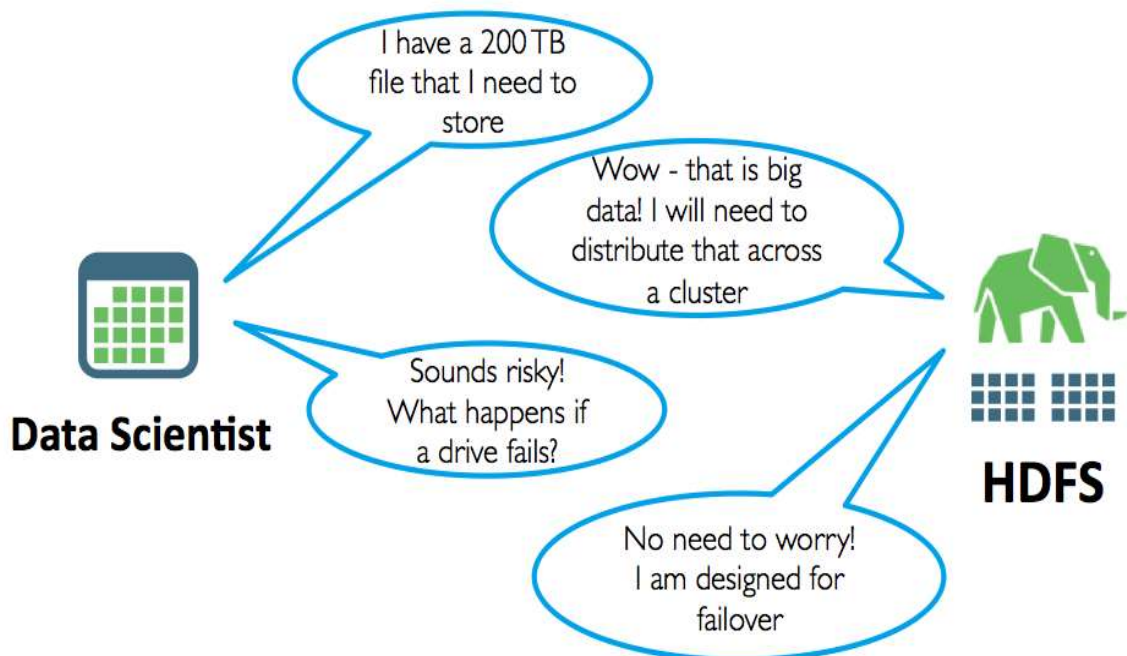 I have a 200 TB
file that I need to
store
Wow - that is big
data! I will need to
distribute that across
a cluster
Sounds risky!
What happens if
a drive fails?
Data Scientist
HDFS
No need to worry!
I am designed for
failover